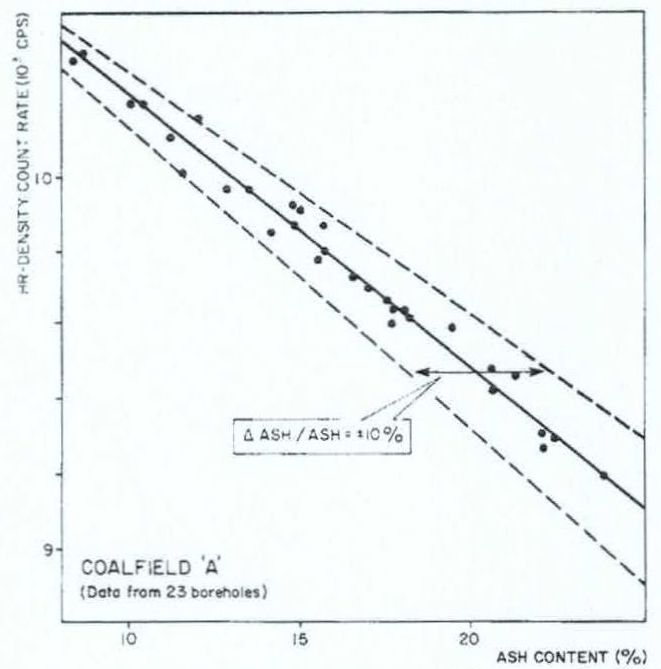 HR-DENSITY COUNT RATE (10³ CPS)
10
9
Δ ASH / ASH = ±10%
COALFIELD 'A'
(Data from 23 boreholes)
10
15
20
ASH CONTENT (%)